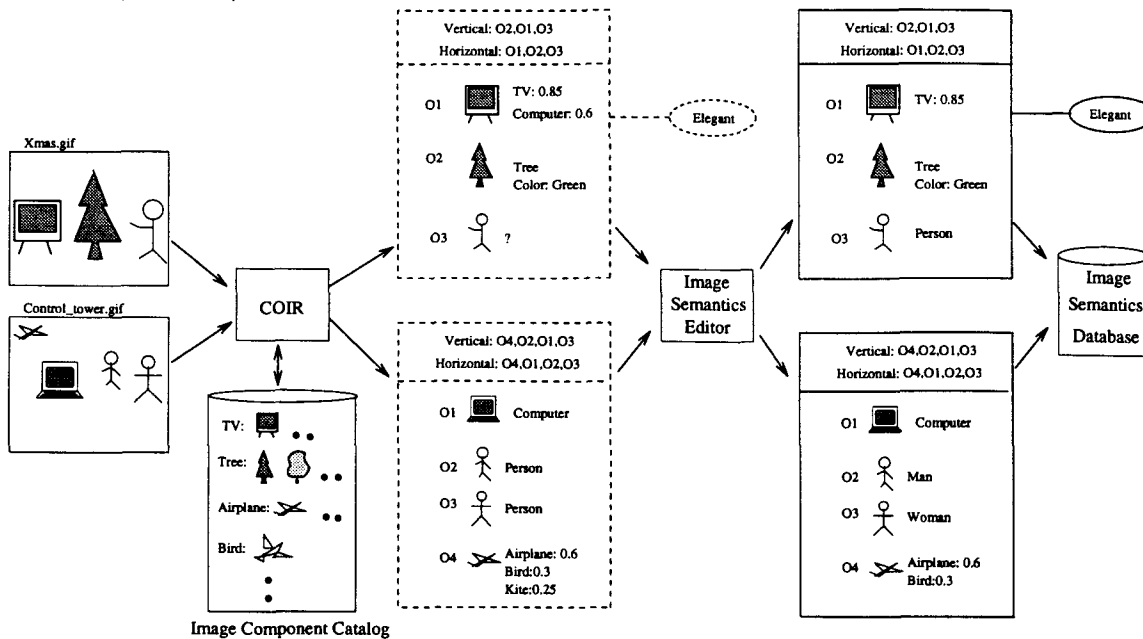 Xmas.gif
Control_tower.gif
COIR
TV:
Tree:
Airplane:
Bird:
Image Component Catalog
Vertical: O2,O1,O3
Horizontal: O1,O2,O3
O1
TV: 0.85
Computer: 0.6
Elegant
O2
Tree
Color: Green
O3
?
Vertical: O4,O2,O1,O3
Horizontal: O4,O1,O2,O3
O1
Computer
O2
Person
O3
Person
O4
Airplane: 0.6
Bird:0.3
Kite:0.25
Image
Semantics
Editor
Vertical: O2,O1,O3
Horizontal: O1,O2,O3
O1
TV: 0.85
Elegant
O2
Tree
Color: Green
O3
Person
Vertical: O4,O2,O1,O3
Horizontal: O4,O1,O2,O3
O1
Computer
O2
Man
O3
Woman
O4
Airplane: 0.6
Bird:0.3
Image
Semantics
Database